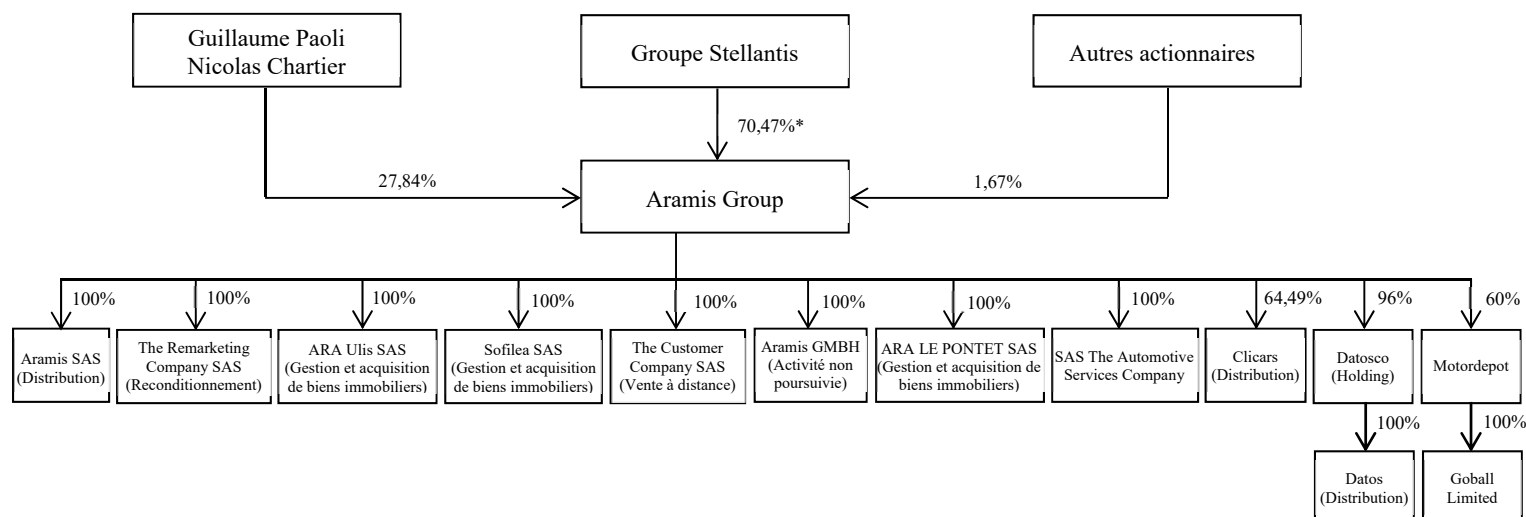 Guillaume Paoli
Nicolas Chartier
Groupe Stellantis
Autres actionnaires
70,47%*
27,84%
1,67%
Aramis Group
100%
100%
100%
100%
100%
100%
100%
100%
64,49%
96%
60%
Aramis SAS
(Distribution)
The Remarketing
Company SAS
(Reconditionnement)
ARA Ulis SAS
(Gestion et acquisition
de biens immobiliers)
Sofilea SAS
(Gestion et acquisition
de biens immobiliers)
The Customer
Company SAS
(Vente à distance)
Aramis GMBH
(Activité non
poursuivie)
ARA LE PONTET SAS
(Gestion et acquisition de
biens immobiliers)
SAS The Automotive
Services Company
Clicars
(Distribution)
Datosco
(Holding)
Motordepot
100%
100%
Datos
(Distribution)
Goball
Limited